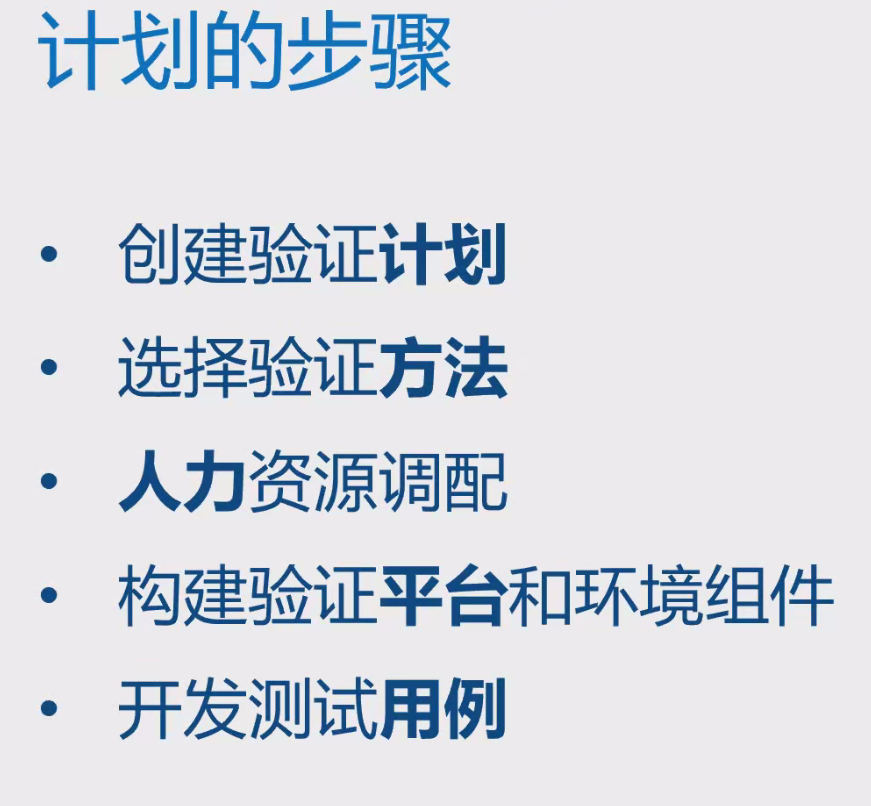 计划的步骤
• 创建验证计划
• 选择验证方法
• 人力资源调配
• 构建验证平台和环境组件
• 开发测试用例